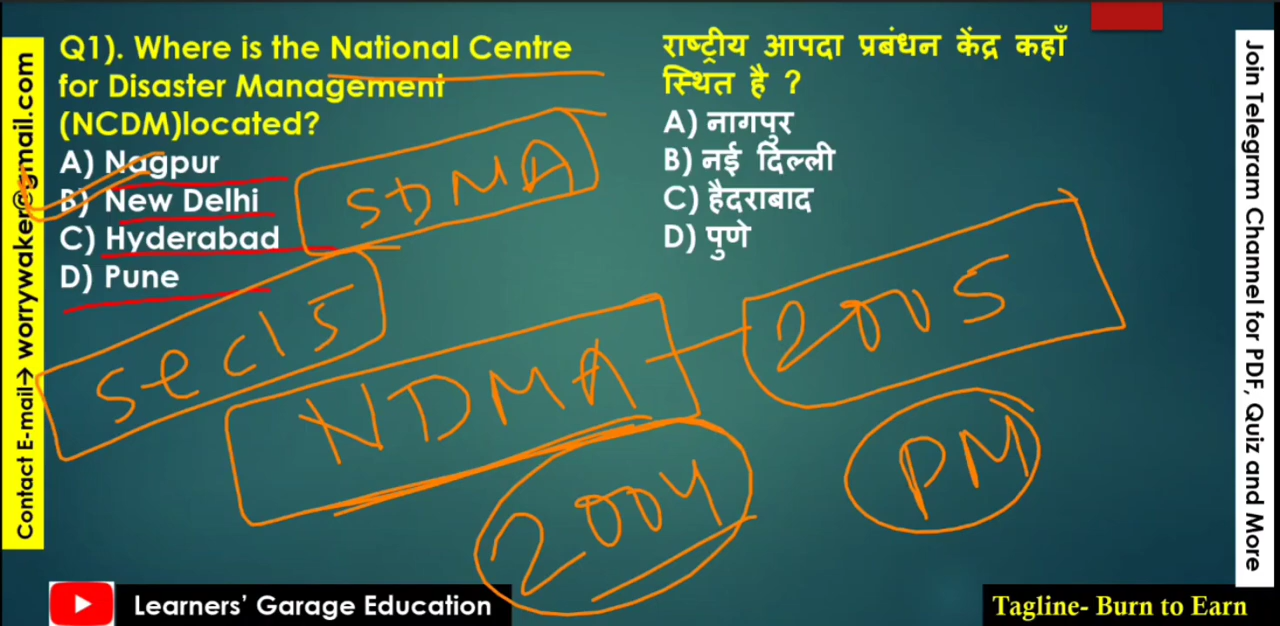 Q1). Where is the National Centre
for Disaster Management
(NCDM)located?
A) Nagpur
B) New Delhi
C) Hyderabad
D) Pune
राष्ट्रीय आपदा प्रबंधन केंद्र कहाँ
स्थित है ?
A) नागपुर
B) नई दिल्ली
C) हैदराबाद
D) पुणे
SDMA
Sec 15
NDMA
2005
2004
PM
Contact E-mail→ worrywaker@gmail.com
Join Telegram Channel for PDF, Quiz and More
Learners' Garage Education
Tagline- Burn to Earn